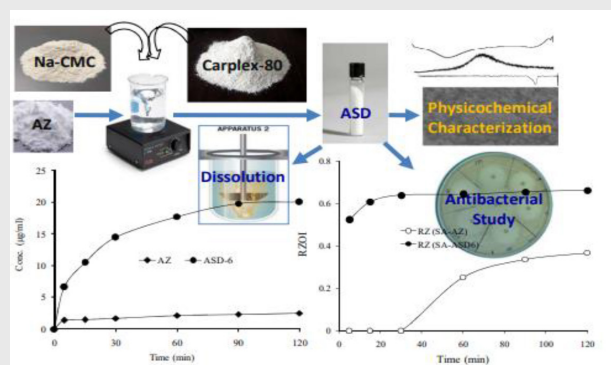 Na-CMC
Carplex-80
AZ
ASD
Physicochemical
Characterization
APPARATUS 2
Dissolution
Antibacterial
Study
25
20
15
10
5
0
Conc. (µg/ml)
AZ
ASD-6
0
30
60
90
120
Time (min)
0.8
0.6
0.4
0.2
0
RZOI
RZ (SA-AZ)
RZ (SA-ASD6)
0
20
40
60
80
100
120
Time (min)